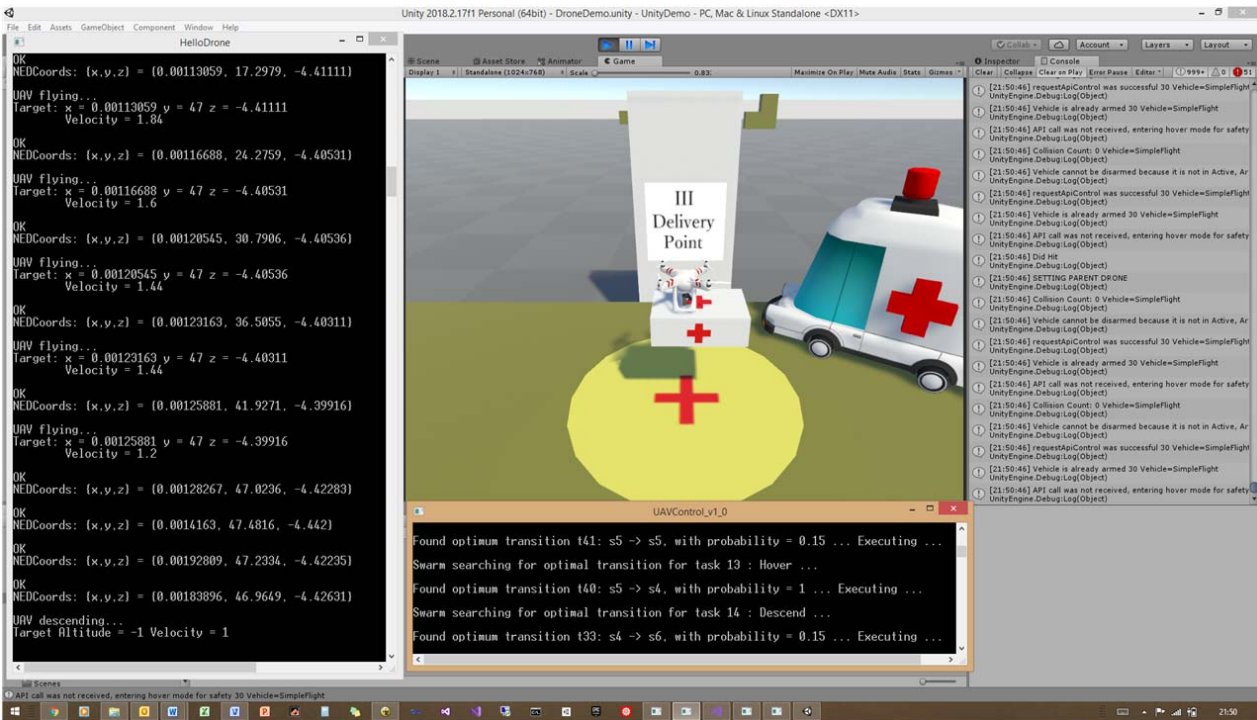 Unity 2018.2.17f1 Personal (64bit) - DroneDemo.unity - UnityDemo - PC, Mac & Linux Standalone <DX11>
File Edit Assets GameObject Component Window Help
HelloDrone
OK
NEDCoords: {x,y,z} = {0.00113059, 17.2979, -4.41111}
UAV flying...
Target: x = 0.00113059 y = 47 z = -4.41111
Velocity = 1.84
OK
NEDCoords: {x,y,z} = {0.00116688, 24.2759, -4.40531}
UAV flying...
Target: x = 0.00116688 y = 47 z = -4.40531
Velocity = 1.6
OK
NEDCoords: {x,y,z} = {0.00120545, 30.7906, -4.40536}
UAV flying...
Target: x = 0.00120545 y = 47 z = -4.40536
Velocity = 1.44
OK
NEDCoords: {x,y,z} = {0.00123163, 36.5055, -4.40311}
UAV flying...
Target: x = 0.00123163 y = 47 z = -4.40311
Velocity = 1.44
OK
NEDCoords: {x,y,z} = {0.00125881, 41.9271, -4.39916}
UAV flying...
Target: x = 0.00125881 y = 47 z = -4.39916
Velocity = 1.2
OK
NEDCoords: {x,y,z} = {0.00128267, 47.0236, -4.42283}
OK
NEDCoords: {x,y,z} = {0.0014163, 47.4816, -4.442}
OK
NEDCoords: {x,y,z} = {0.00192809, 47.2334, -4.42235}
OK
NEDCoords: {x,y,z} = {0.00183896, 46.9649, -4.42631}
UAV descending...
Target Altitude = -1 Velocity = 1
Scene Asset Store Animator Game
Display 1 Standalone (1024x768) Scale 0.83 Maximize On Play Mute Audio Stats Gizmos
III
Delivery
Point
UAVControl_v1_0
Found optimum transition t41: s5 -> s5, with probability = 0.15 ... Executing ...
Swarm searching for optimal transition for task 13 : Hover ...
Found optimum transition t40: s5 -> s4, with probability = 1 ... Executing ...
Swarm searching for optimal transition for task 14 : Descend ...
Found optimum transition t33: s4 -> s6, with probability = 0.15 ... Executing ...
Collab Account Layers Layout
Inspector Console
Clear Collapse Clear on Play Error Pause Editor 999+ 0 51
[21:50:46] requestApiControl was successful 30 Vehicle=SimpleFlight
UnityEngine.Debug:Log(Object)
[21:50:46] Vehicle is already armed 30 Vehicle=SimpleFlight
UnityEngine.Debug:Log(Object)
[21:50:46] API call was not received, entering hover mode for safety
UnityEngine.Debug:Log(Object)
[21:50:46] Collision Count: 0 Vehicle=SimpleFlight
UnityEngine.Debug:Log(Object)
[21:50:46] Vehicle cannot be disarmed because it is not in Active, Ar
UnityEngine.Debug:Log(Object)
[21:50:46] requestApiControl was successful 30 Vehicle=SimpleFlight
UnityEngine.Debug:Log(Object)
[21:50:46] Vehicle is already armed 30 Vehicle=SimpleFlight
UnityEngine.Debug:Log(Object)
[21:50:46] API call was not received, entering hover mode for safety
UnityEngine.Debug:Log(Object)
[21:50:46] Did Hit
UnityEngine.Debug:Log(Object)
[21:50:46] SETTING PARENT DRONE
UnityEngine.Debug:Log(Object)
[21:50:46] Collision Count: 0 Vehicle=SimpleFlight
UnityEngine.Debug:Log(Object)
[21:50:46] Vehicle cannot be disarmed because it is not in Active, Ar
UnityEngine.Debug:Log(Object)
[21:50:46] requestApiControl was successful 30 Vehicle=SimpleFlight
UnityEngine.Debug:Log(Object)
[21:50:46] Vehicle is already armed 30 Vehicle=SimpleFlight
UnityEngine.Debug:Log(Object)
[21:50:46] API call was not received, entering hover mode for safety
UnityEngine.Debug:Log(Object)
[21:50:46] Collision Count: 0 Vehicle=SimpleFlight
UnityEngine.Debug:Log(Object)
[21:50:46] Vehicle cannot be disarmed because it is not in Active, Ar
UnityEngine.Debug:Log(Object)
[21:50:46] requestApiControl was successful 30 Vehicle=SimpleFlight
UnityEngine.Debug:Log(Object)
[21:50:46] Vehicle is already armed 30 Vehicle=SimpleFlight
UnityEngine.Debug:Log(Object)
[21:50:46] API call was not received, entering hover mode for safety
UnityEngine.Debug:Log(Object)
Scenes
API call was not received, entering hover mode for safety 30 Vehicle=SimpleFlight
21:50